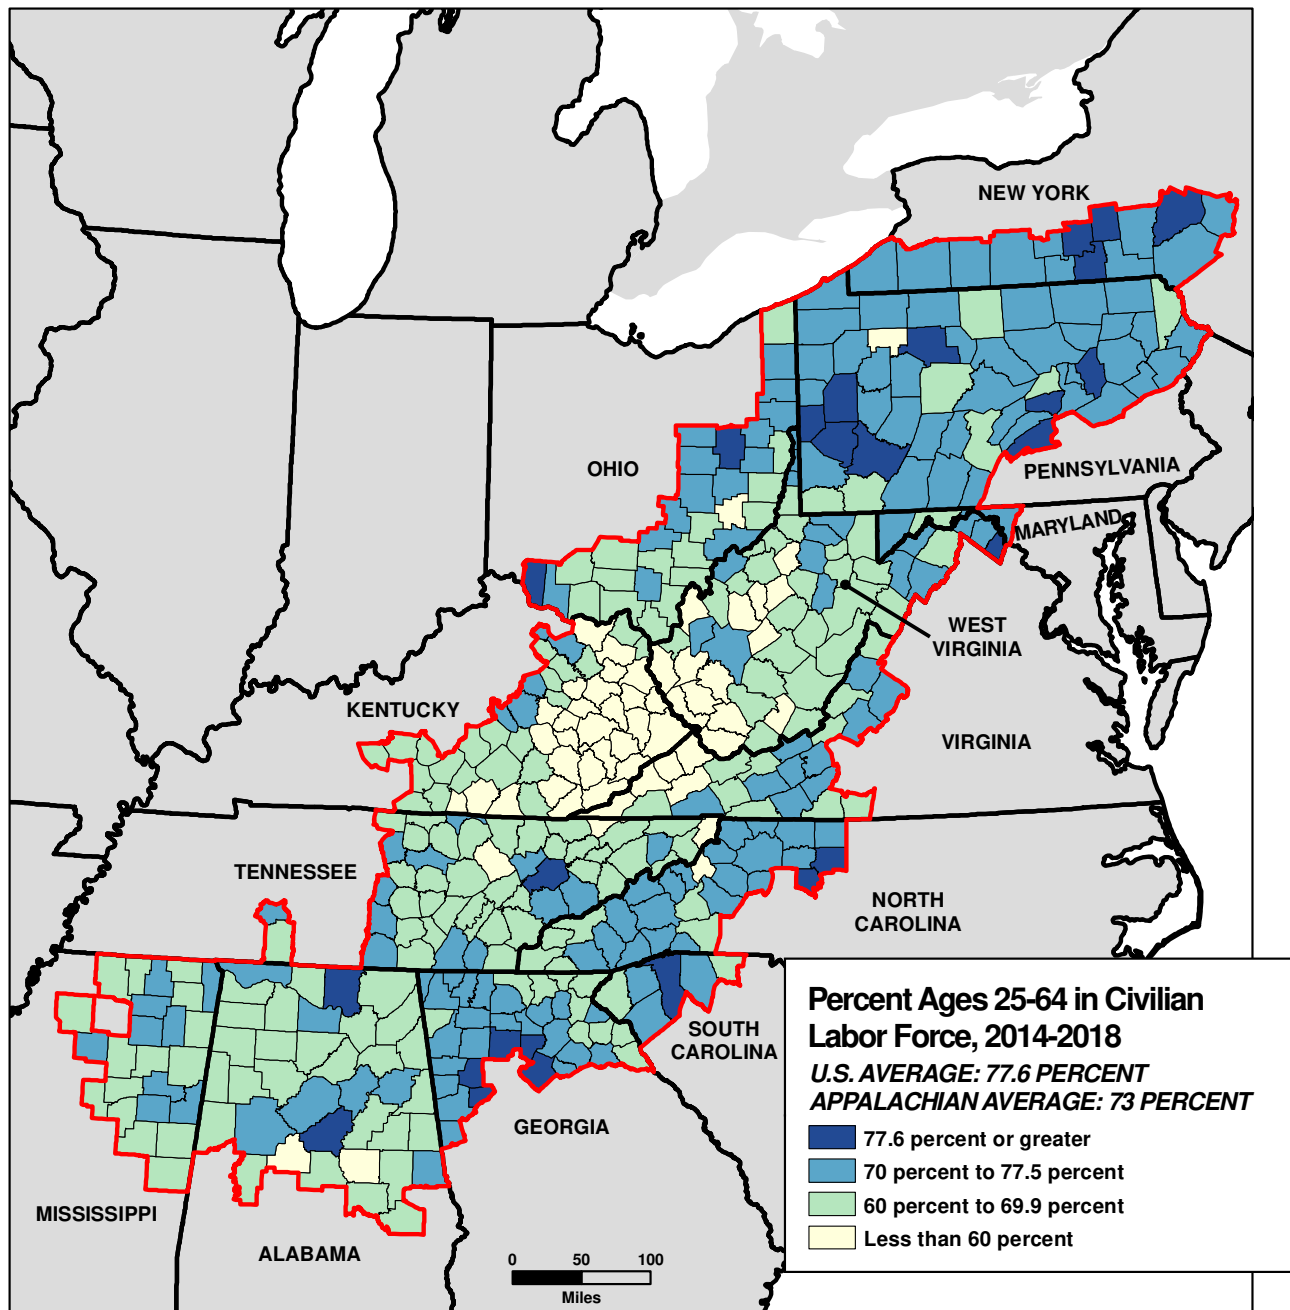 NEW YORK
OHIO
PENNSYLVANIA
MARYLAND
WEST
VIRGINIA
KENTUCKY
VIRGINIA
TENNESSEE
NORTH
CAROLINA
SOUTH
CAROLINA
GEORGIA
MISSISSIPPI
ALABAMA
0 50 100
Miles
Percent Ages 25-64 in Civilian
Labor Force, 2014-2018
U.S. AVERAGE: 77.6 PERCENT
APPALACHIAN AVERAGE: 73 PERCENT
77.6 percent or greater
70 percent to 77.5 percent
60 percent to 69.9 percent
Less than 60 percent